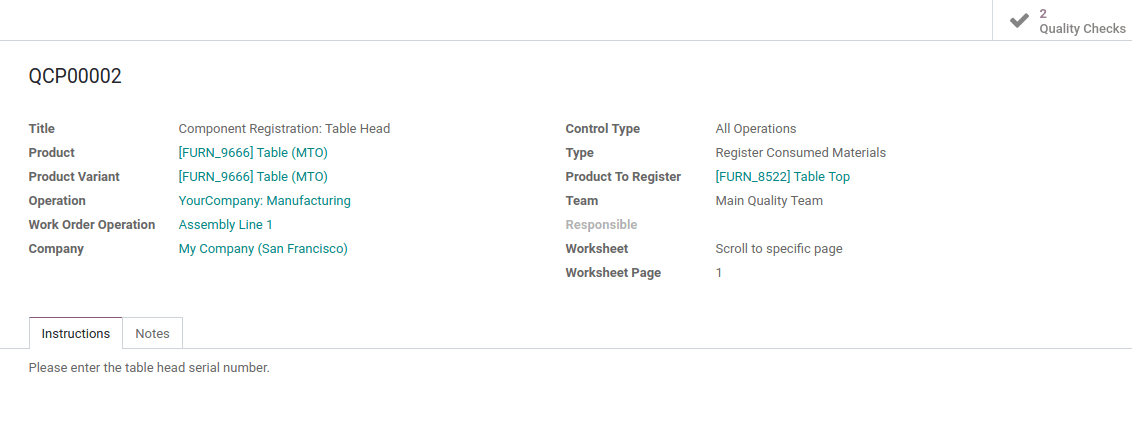 2
Quality Checks
QCP00002
Title Component Registration: Table Head
Product [FURN_9666] Table (MTO)
Product Variant [FURN_9666] Table (MTO)
Operation YourCompany: Manufacturing
Work Order Operation Assembly Line 1
Company My Company (San Francisco)
Control Type All Operations
Type Register Consumed Materials
Product To Register [FURN_8522] Table Top
Team Main Quality Team
Responsible
Worksheet Scroll to specific page
Worksheet Page 1
Instructions Notes
Please enter the table head serial number.